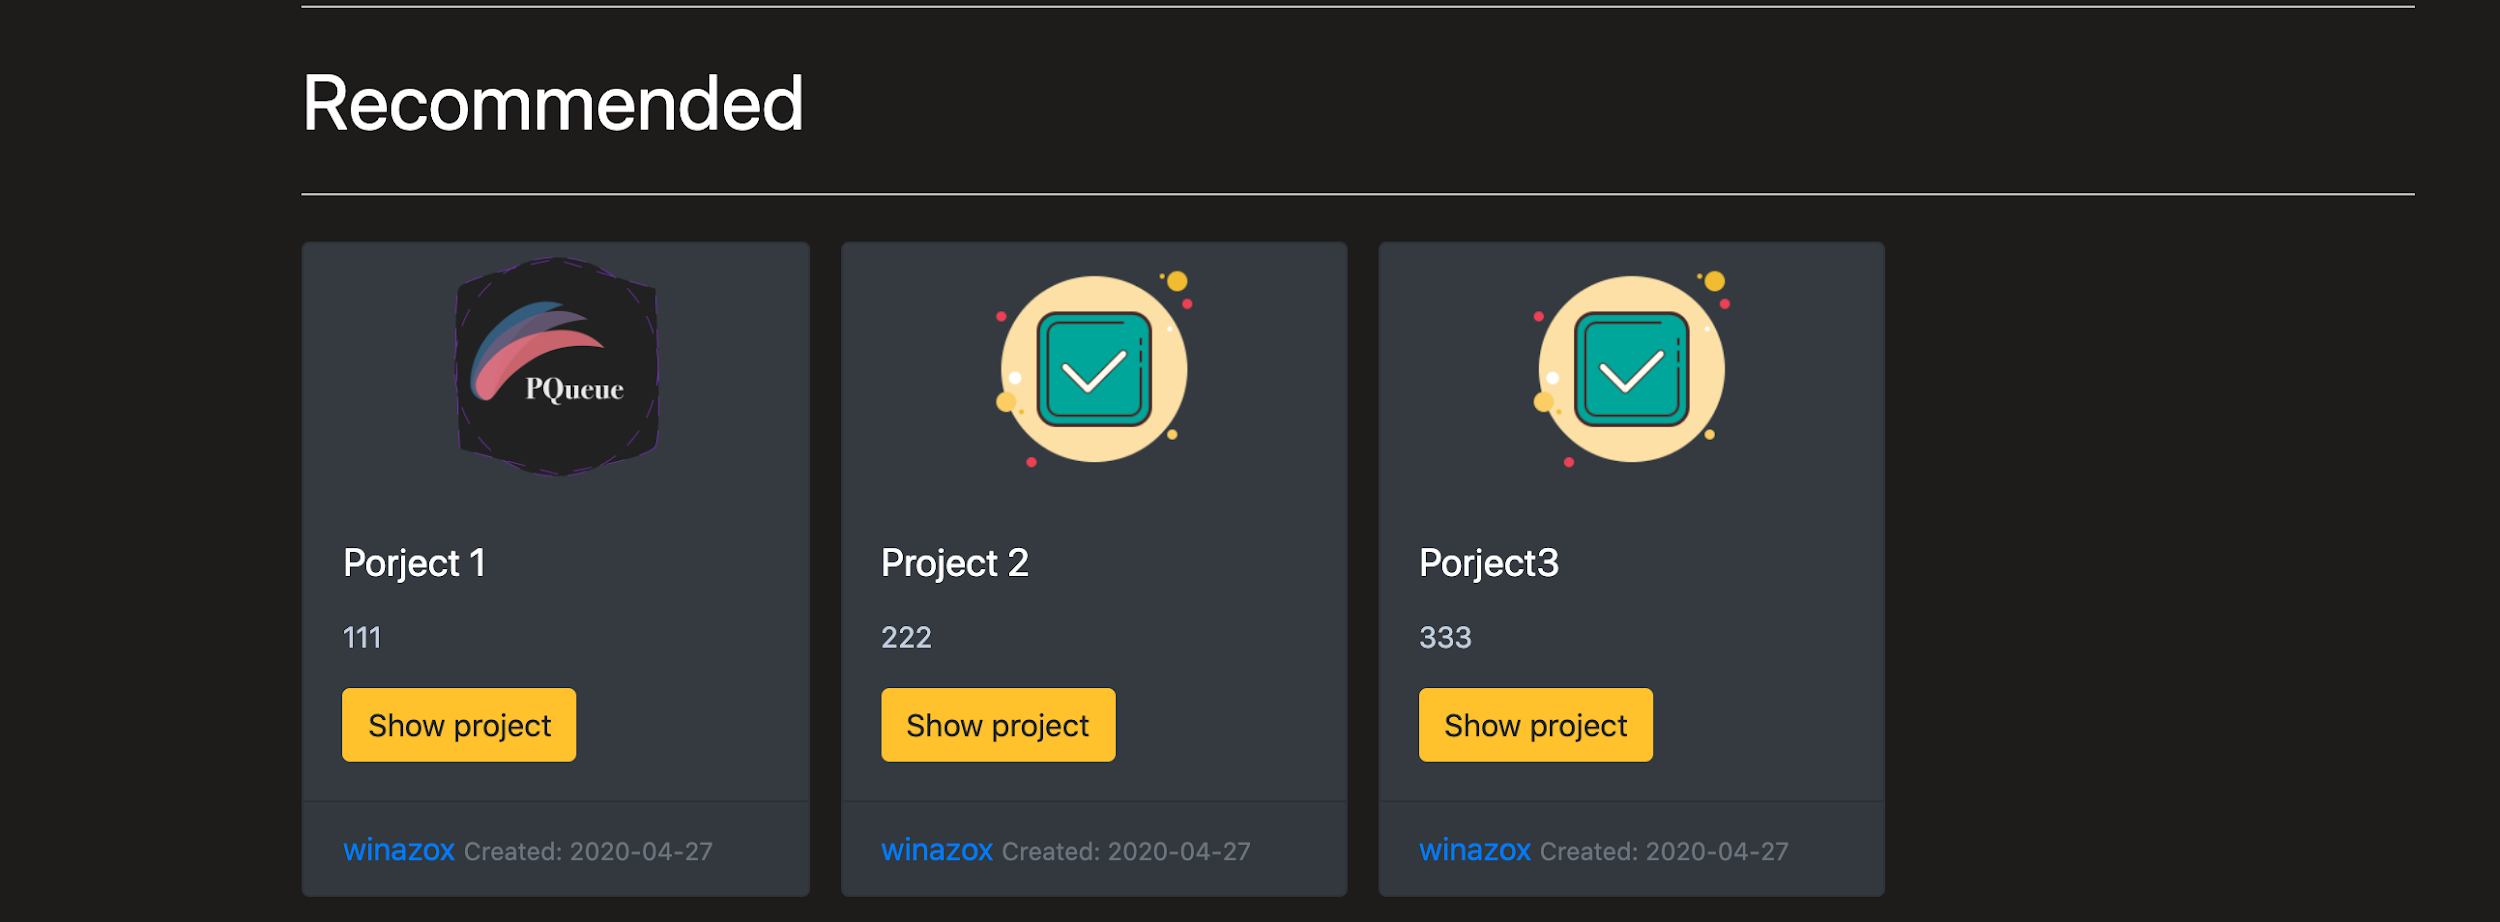 Recommended
PQueue
Porject 1
111
Show project
winazox Created: 2020-04-27
Project 2
222
Show project
winazox Created: 2020-04-27
Porject3
333
Show project
winazox Created: 2020-04-27